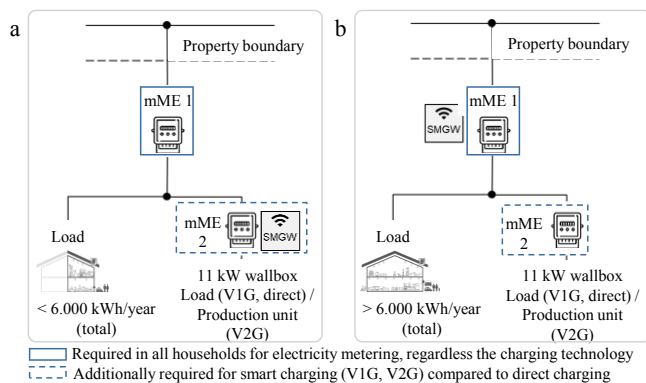 a
Property boundary
mME 1
Load
mME
2
SMGW
< 6.000 kWh/year
(total)
11 kW wallbox
Load (V1G, direct) /
Production unit
(V2G)
b
Property boundary
SMGW
mME 1
Load
mME
2
> 6.000 kWh/year
(total)
11 kW wallbox
Load (V1G, direct) /
Production unit
(V2G)
Required in all households for electricity metering, regardless the charging technology
Additionally required for smart charging (V1G, V2G) compared to direct charging